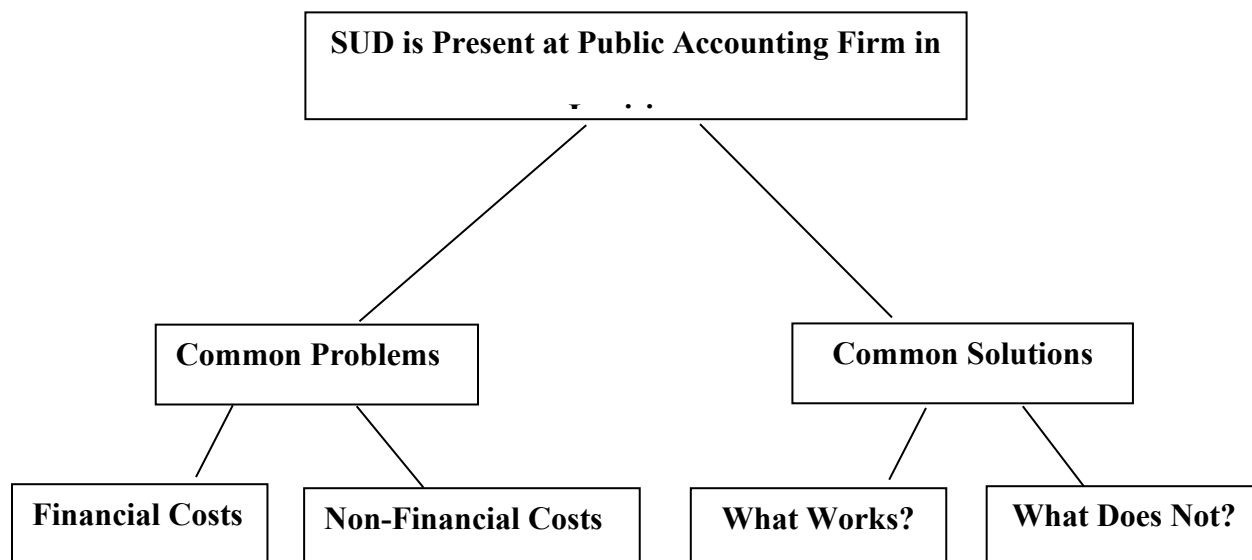 SUD is Present at Public Accounting Firm in
Common Problems
Common Solutions
Financial Costs
Non-Financial Costs
What Works?
What Does Not?